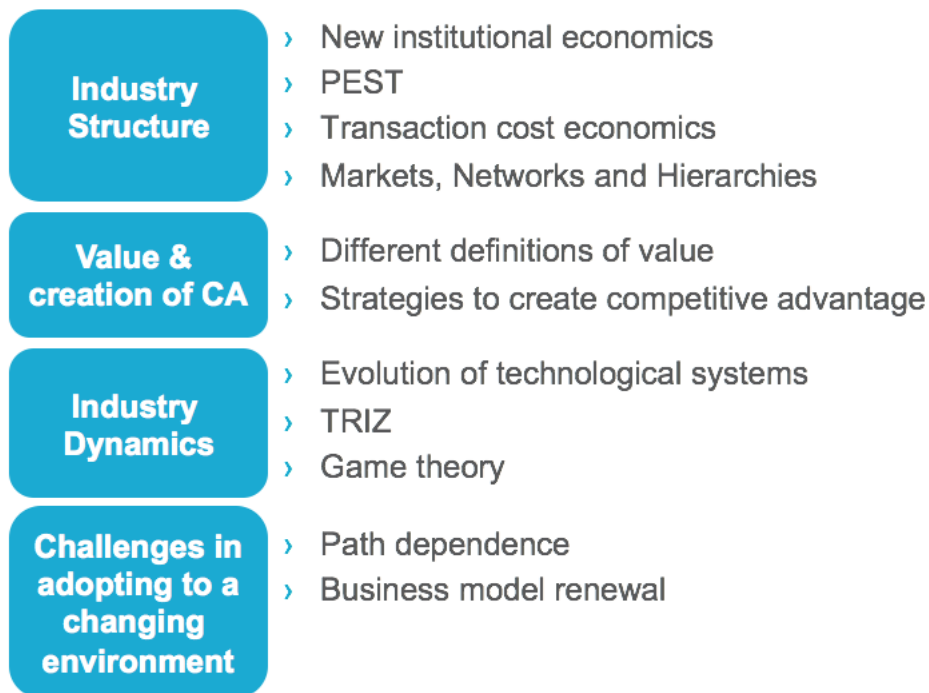 Industry
Structure
› New institutional economics
› PEST
› Transaction cost economics
› Markets, Networks and Hierarchies
Value &
creation of CA
› Different definitions of value
› Strategies to create competitive advantage
Industry
Dynamics
› Evolution of technological systems
› TRIZ
› Game theory
Challenges in
adopting to a
changing
environment
› Path dependence
› Business model renewal